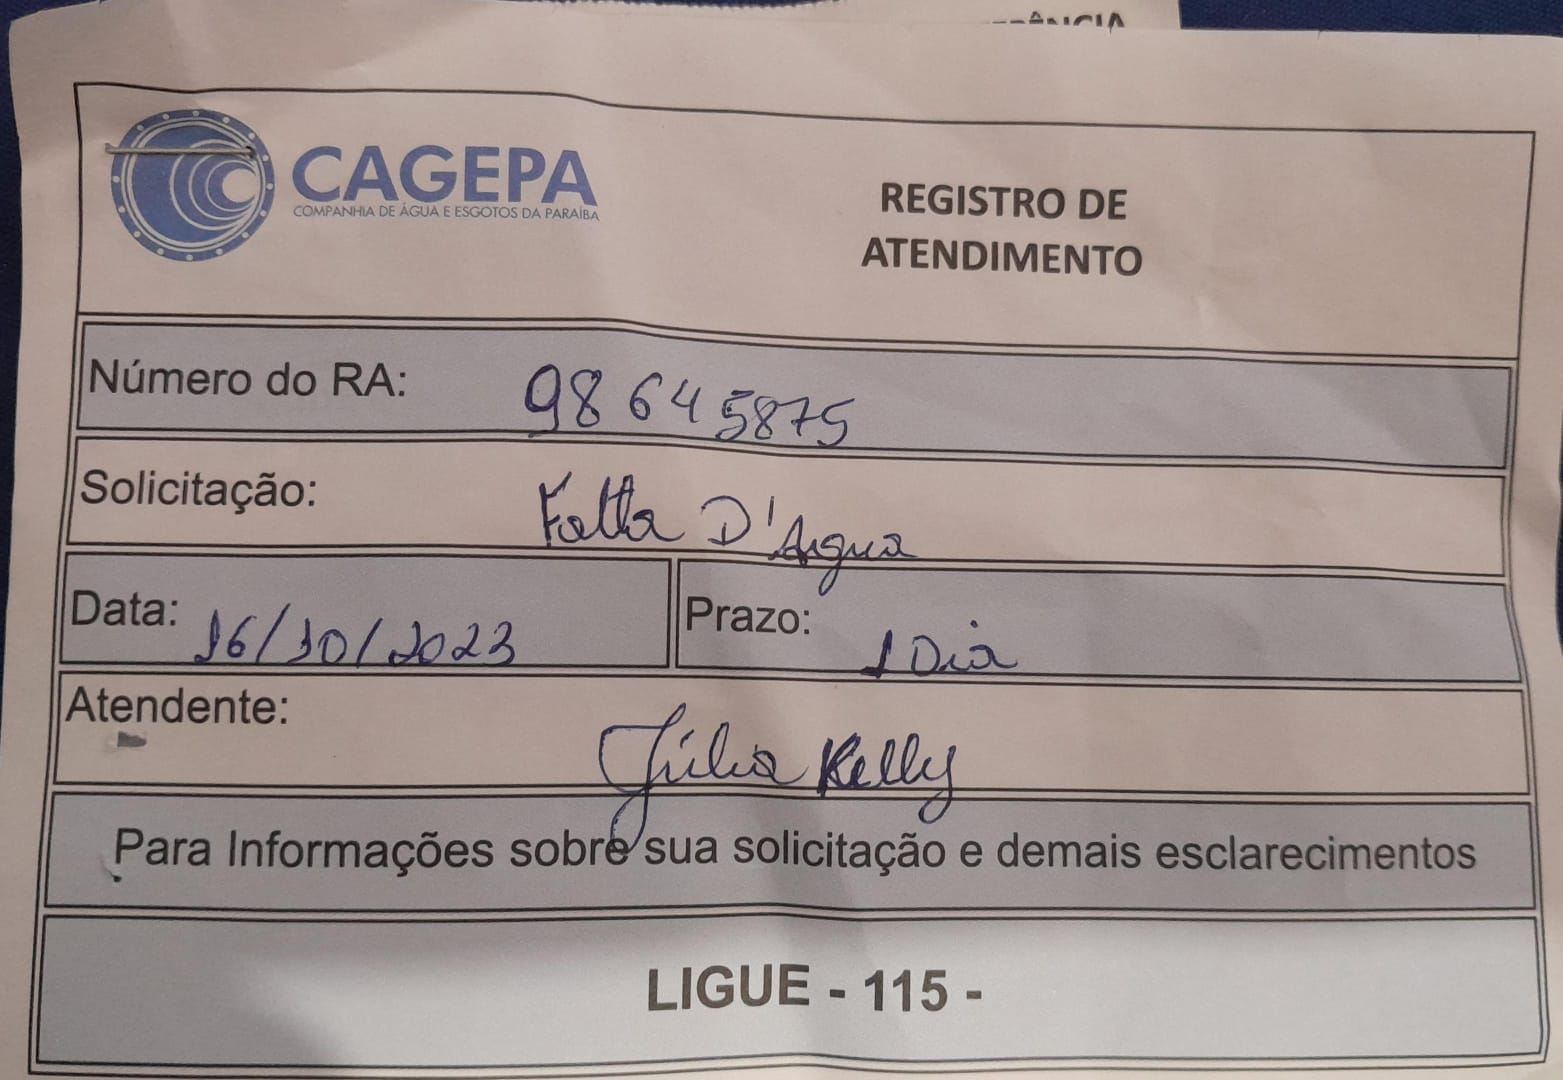 CAGEPA
COMPANHIA DE ÁGUA E ESGOTOS DA PARAÍBA
REGISTRO DE
ATENDIMENTO
Número do RA: 98645875
Solicitação: Falta D'Água
Data: 16/10/2023 Prazo: 1 Dia
Atendente: Júlia Kelly
Para Informações sobre sua solicitação e demais esclarecimentos
LIGUE - 115 -